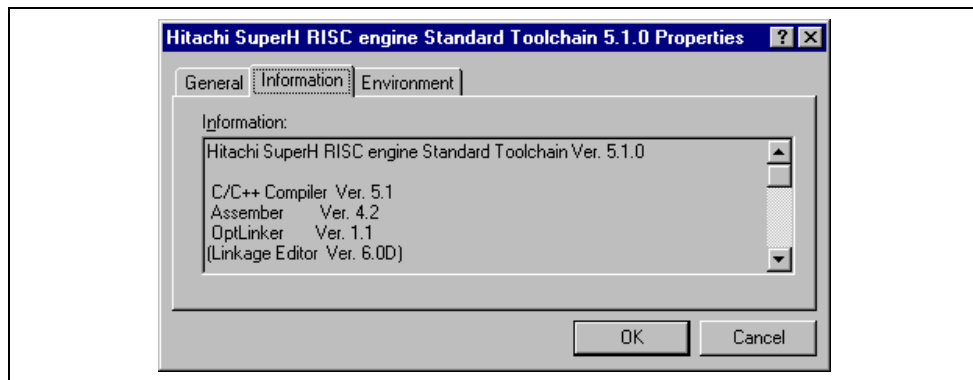 Hitachi SuperH RISC engine Standard Toolchain 5.1.0 Properties
General Information Environment
Information:
Hitachi SuperH RISC engine Standard Toolchain Ver. 5.1.0
C/C++ Compiler Ver. 5.1
Assember Ver. 4.2
OptLinker Ver. 1.1
(Linkage Editor Ver. 6.0D)
OK Cancel